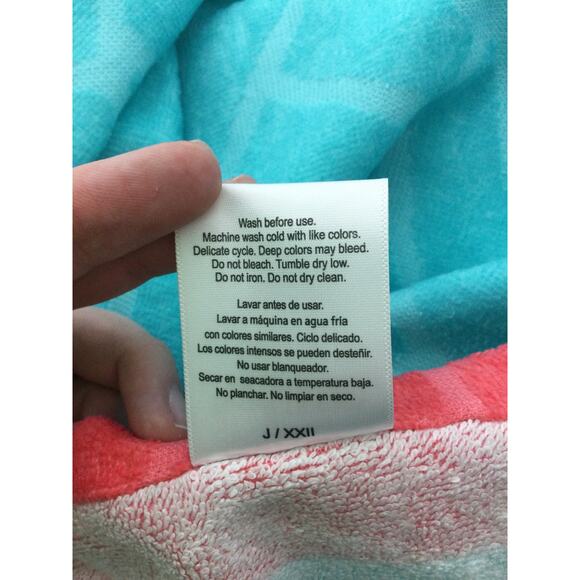 Wash before use.
Machine wash cold with like colors.
Delicate cycle. Deep colors may bleed.
Do not bleach. Tumble dry low.
Do not iron. Do not dry clean.
Lavar antes de usar.
Lavar a máquina en agua fría
con colores similares. Ciclo delicado.
Los colores intensos se pueden desteñir.
No usar blanqueador.
Secar en seacadora a temperatura baja.
No planchar. No limpiar en seco.
J / XXII